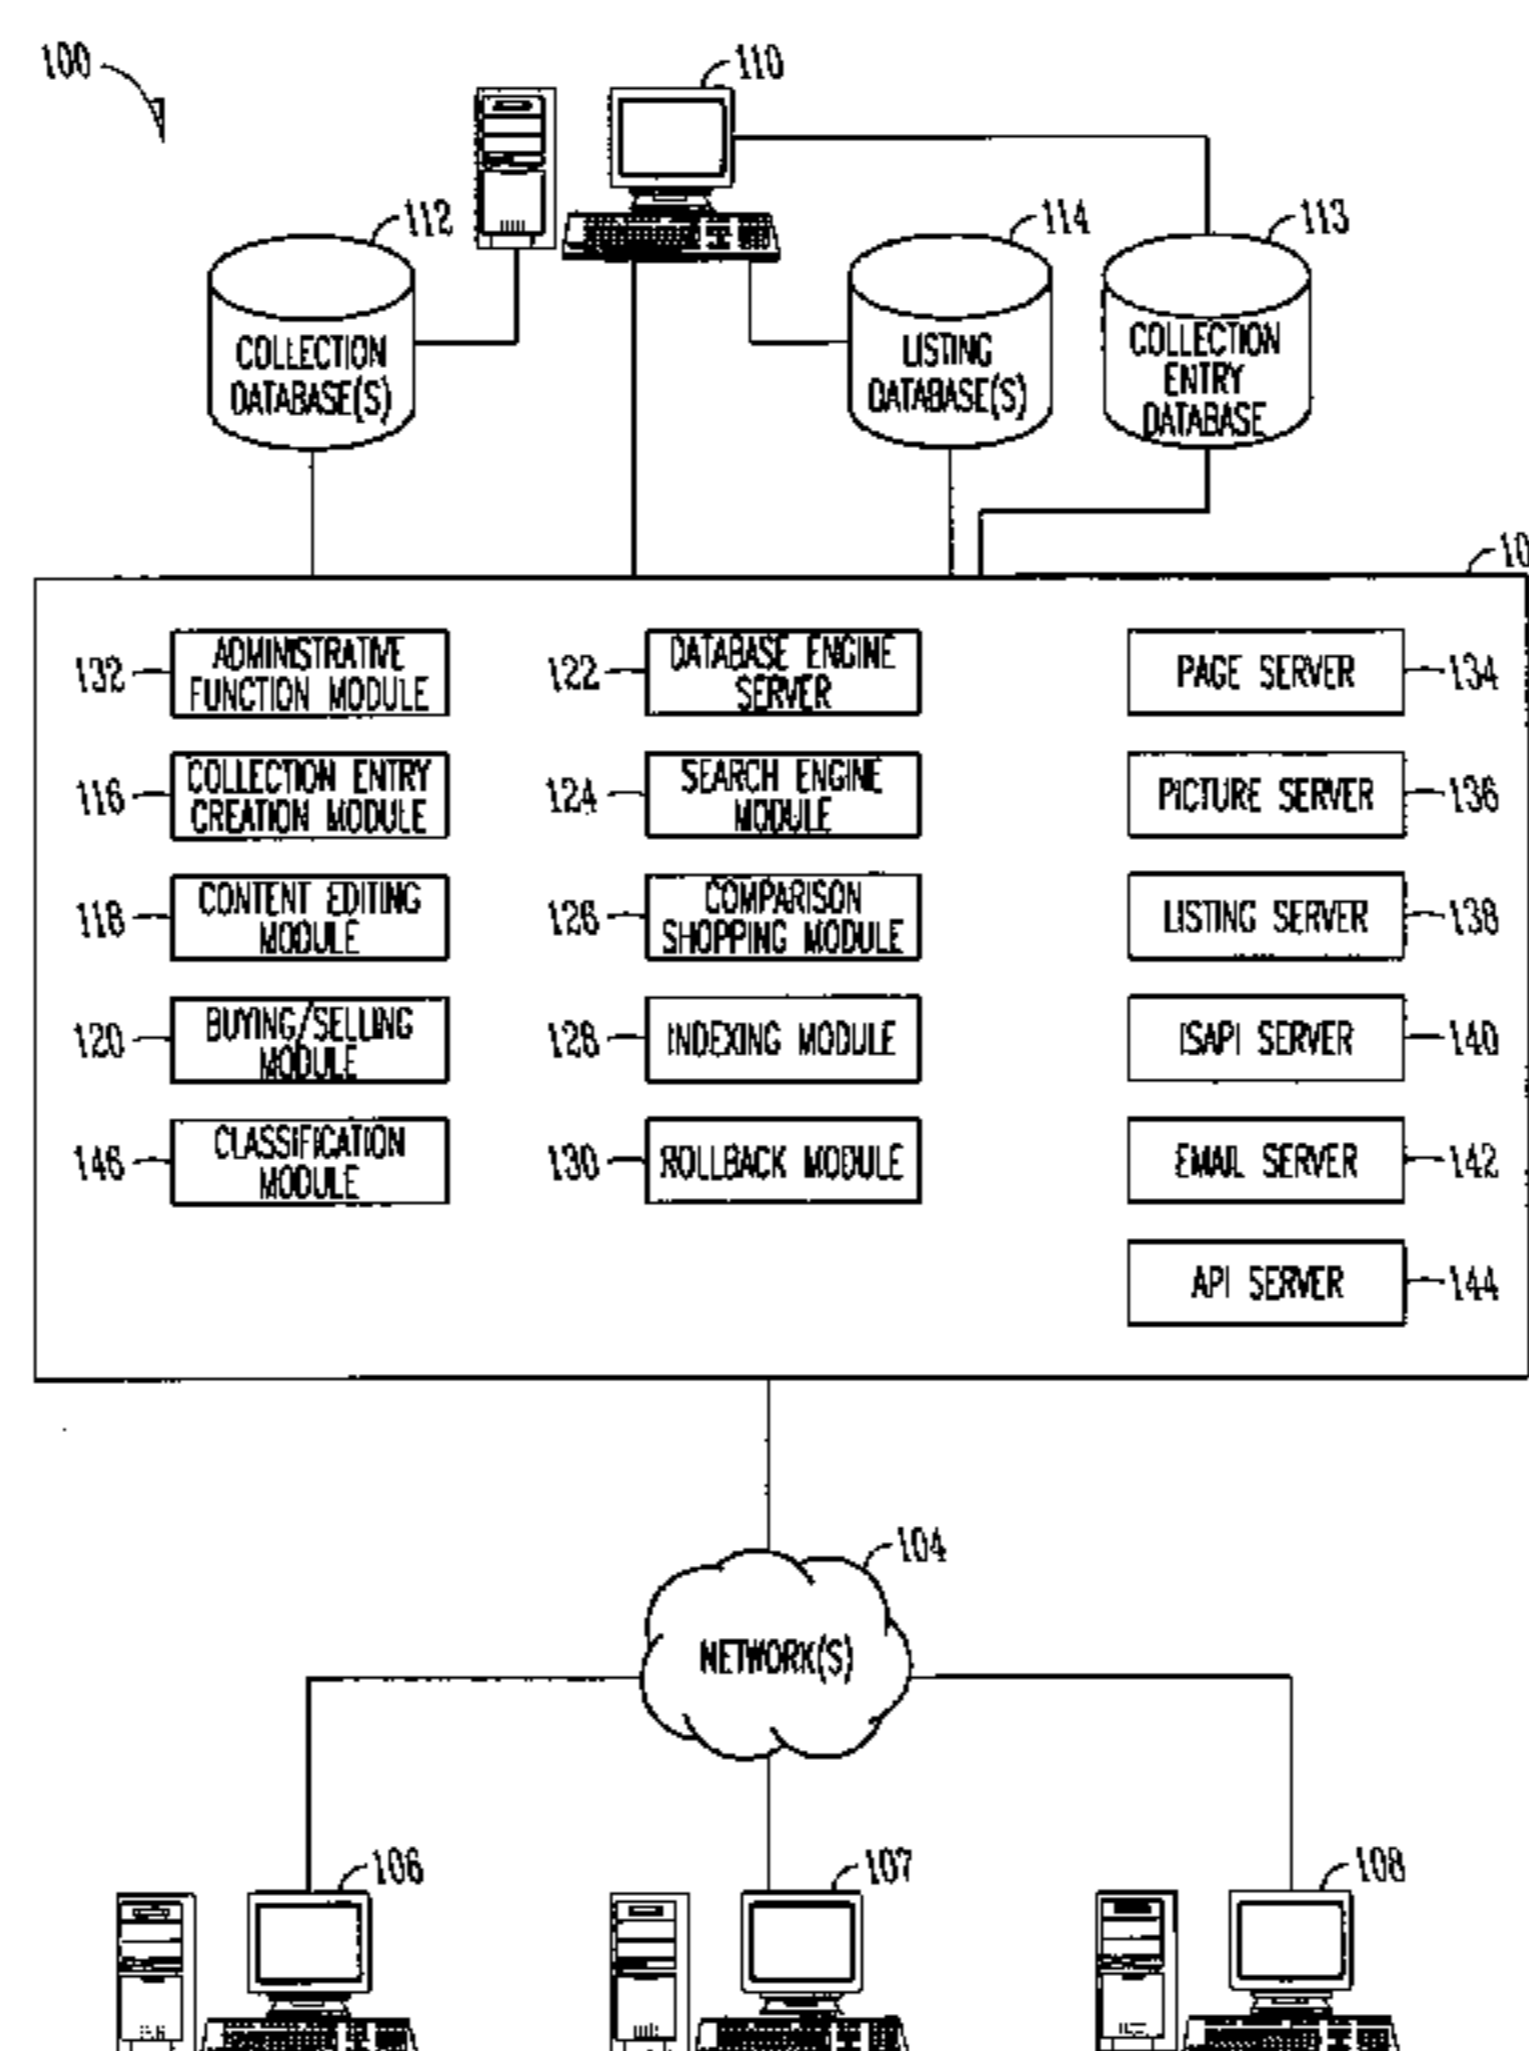 100
110
112
114
113
COLLECTION
DATABASE(S)
LISTING
DATABASE(S)
COLLECTION
ENTRY
DATABASE
10
132
ADMINISTRATIVE
FUNCTION MODULE
122
DATABASE ENGINE
SERVER
PAGE SERVER
134
116
COLLECTION ENTRY
CREATION MODULE
124
SEARCH ENGINE
MODULE
PICTURE SERVER
136
118
CONTENT EDITING
MODULE
126
COMPARISON
SHOPPING MODULE
LISTING SERVER
138
120
BUYING/SELLING
MODULE
128
INDEXING MODULE
ISAPI SERVER
140
146
CLASSIFICATION
MODULE
130
ROLLBACK MODULE
EMAIL SERVER
142
API SERVER
144
104
NETWORK(S)
106
107
108